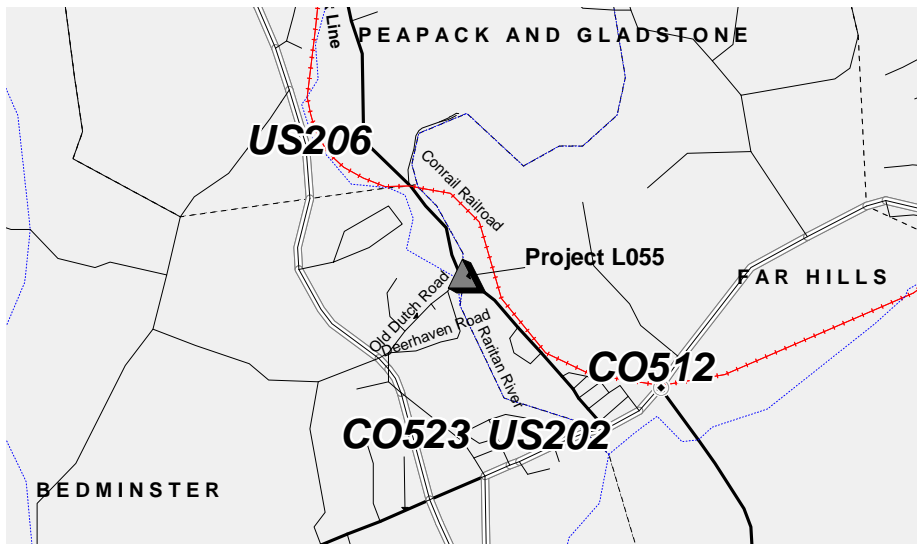 Line
PEAPACK AND GLADSTONE
US206
Conrail Railroad
Project L055
FAR HILLS
Old Dutch Road
Deerhaven Road
Raritan River
CO512
CO523
US202
BEDMINSTER